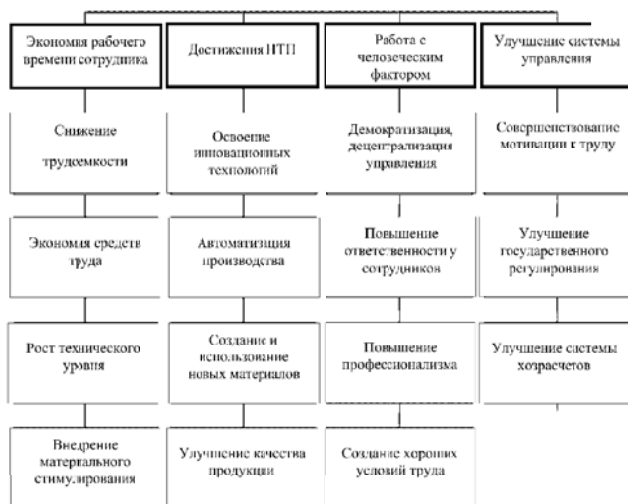 Экономия рабочего
времени сотрудника
Снижение
трудоемкости
Экономия средств
труда
Рост технического
уровня
Внедрение
материального
стимулирования
Достижения НТП
Освоение
инновационных
технологий
Автоматизация
производства
Создание и
использование
новых материалов
Улучшение качества
продукции
Работа с
человеческим
фактором
Демократизация,
децентрализация
управления
Повышение
ответственности у
сотрудников
Повышение
профессионализма
Создание хороших
условий труда
Улучшение системы
управления
Совершенствование
мотивации к труду
Улучшение
государственного
регулирования
Улучшение системы
хозрасчетов